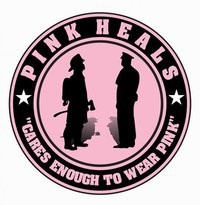 PINK HEALS
"CARES ENOUGH TO WEAR PINK"